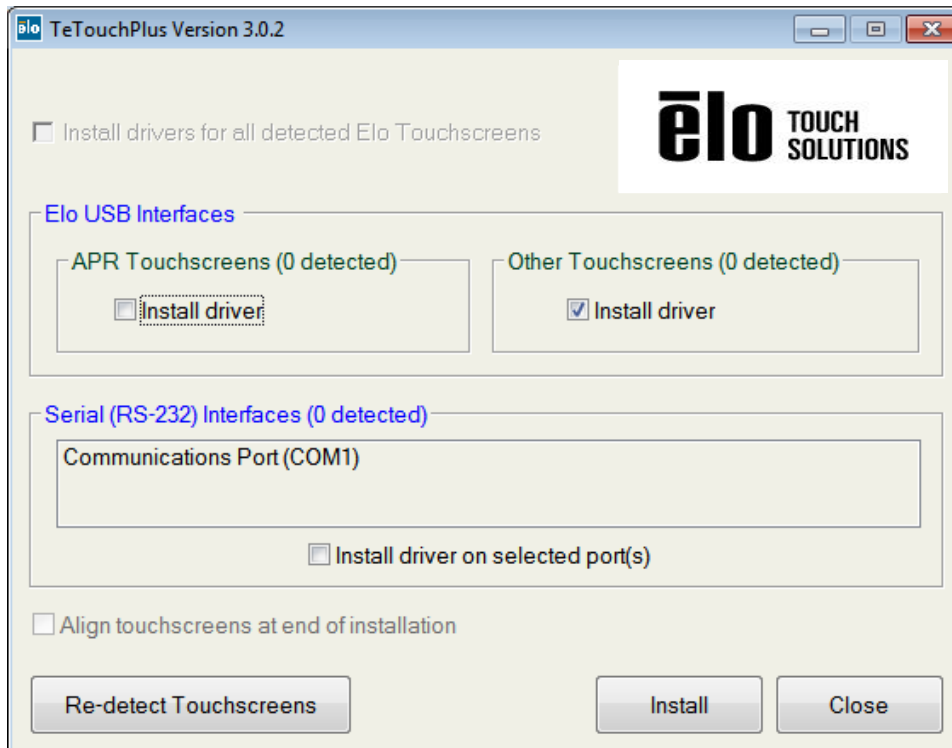 ēlo TeTouchPlus Version 3.0.2
Install drivers for all detected Elo Touchscreens
ēlo TOUCH SOLUTIONS
Elo USB Interfaces
APR Touchscreens (0 detected)
Install driver
Other Touchscreens (0 detected)
Install driver
Serial (RS-232) Interfaces (0 detected)
Communications Port (COM1)
Install driver on selected port(s)
Align touchscreens at end of installation
Re-detect Touchscreens
Install
Close